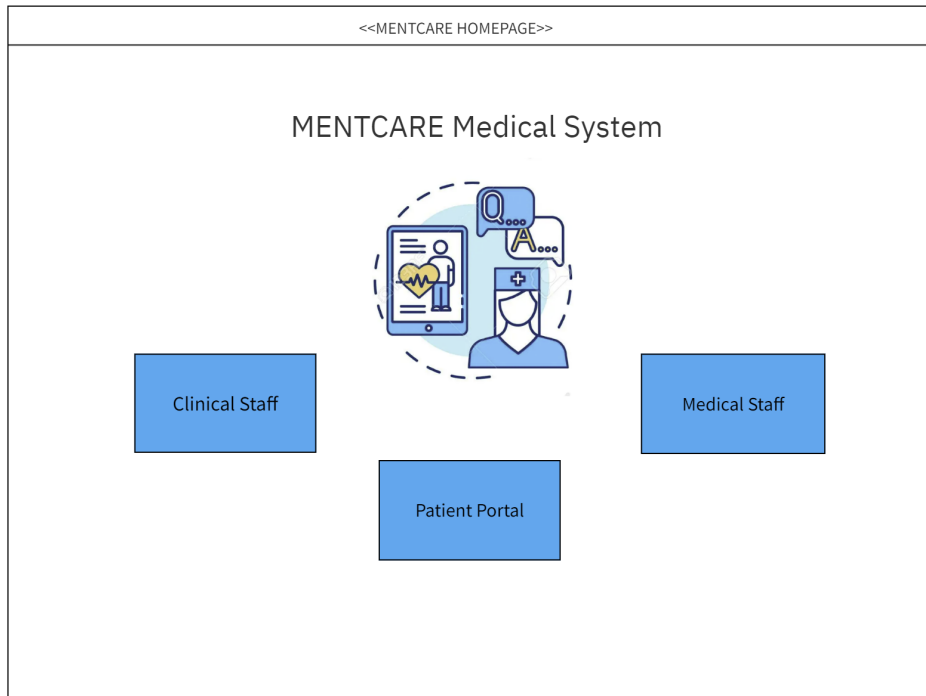 <<MENTCARE HOMEPAGE>>
MENTCARE Medical System
Q...
A...
Clinical Staff
Medical Staff
Patient Portal